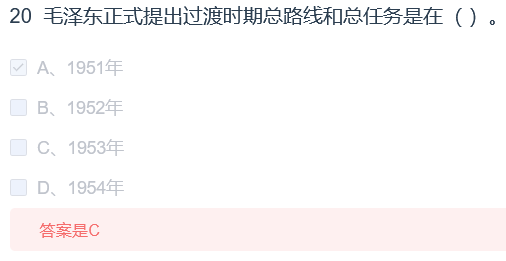 20 毛泽东正式提出过渡时期总路线和总任务是在（ ）。
A、1951年
B、1952年
C、1953年
D、1954年
答案是C